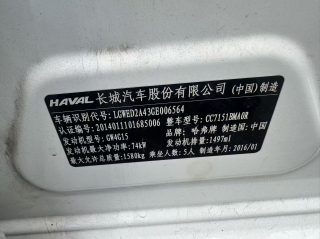 HAVAL 长城汽车股份有限公司 (中国)制造
车辆识别代号: LGWED2A43GE006564
认证编号: 2014011101685006 整车型号: CC7151BMA0R
发动机型号: GW4G15 品牌: 哈弗牌 制造国: 中国
发动机最大净功率: 74kW 发动机排量: 1497ml
最大允许总质量: 1580kg 乘坐人数: 5人 制造年月: 2016/01